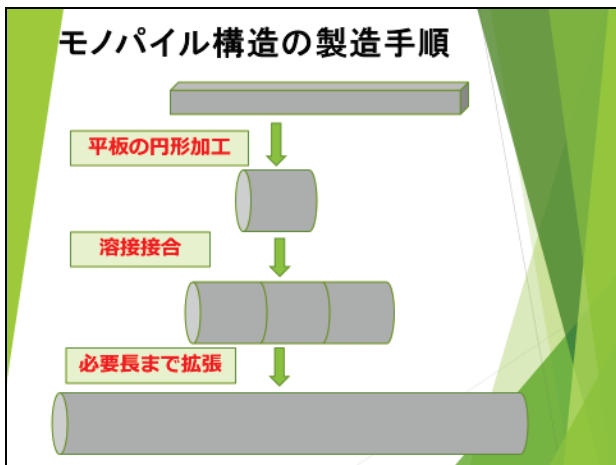 モノパイル構造の製造手順
平板の円形加工
溶接接合
必要長まで拡張